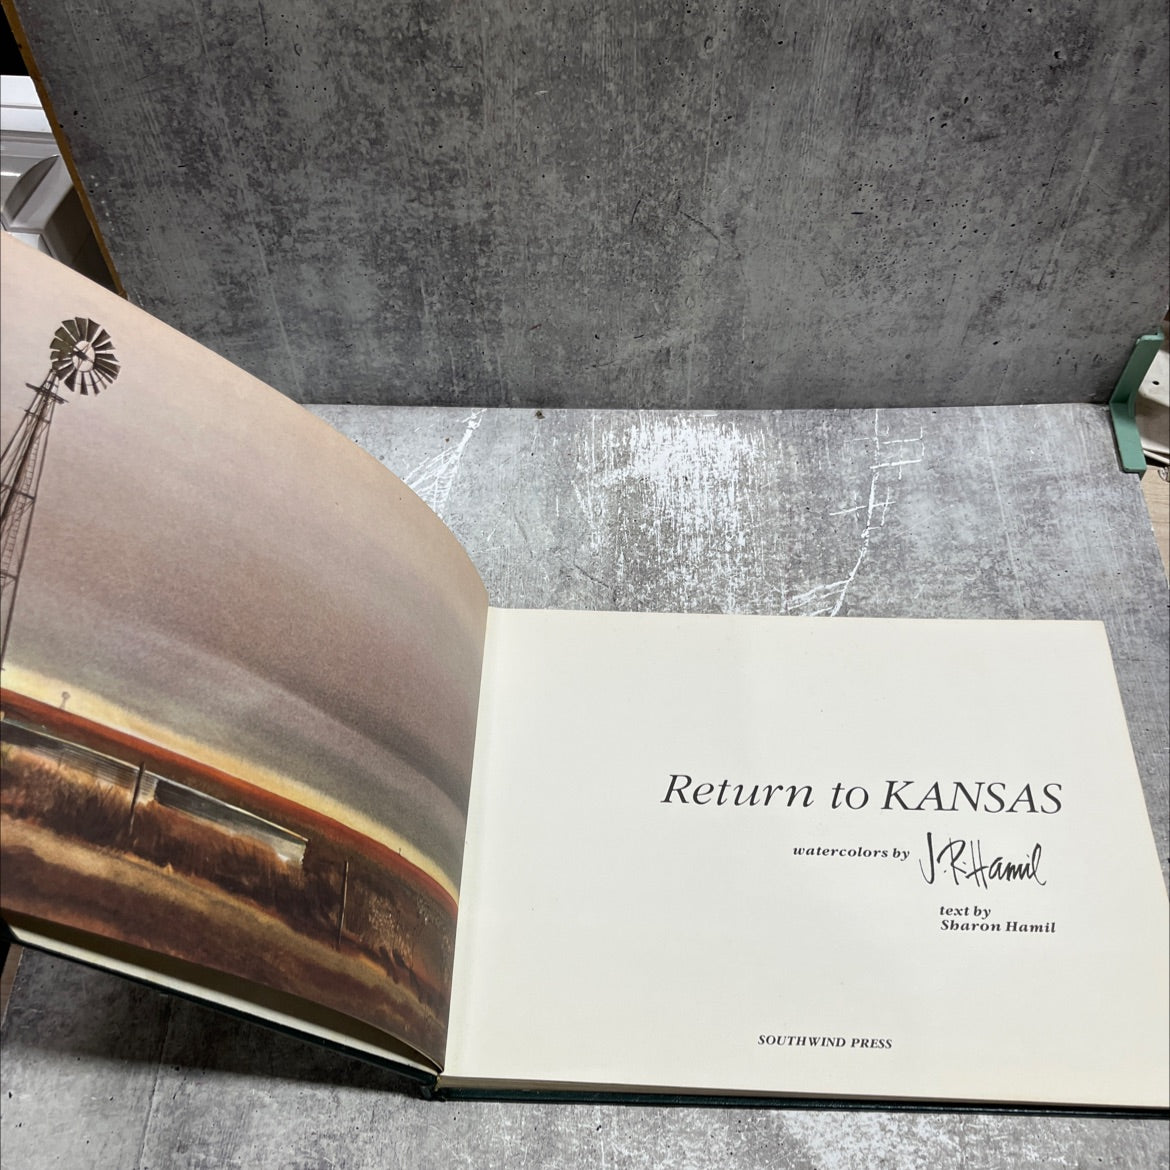 Return to KANSAS
watercolors by J.R. Hamil
text by
Sharon Hamil
SOUTHWIND PRESS